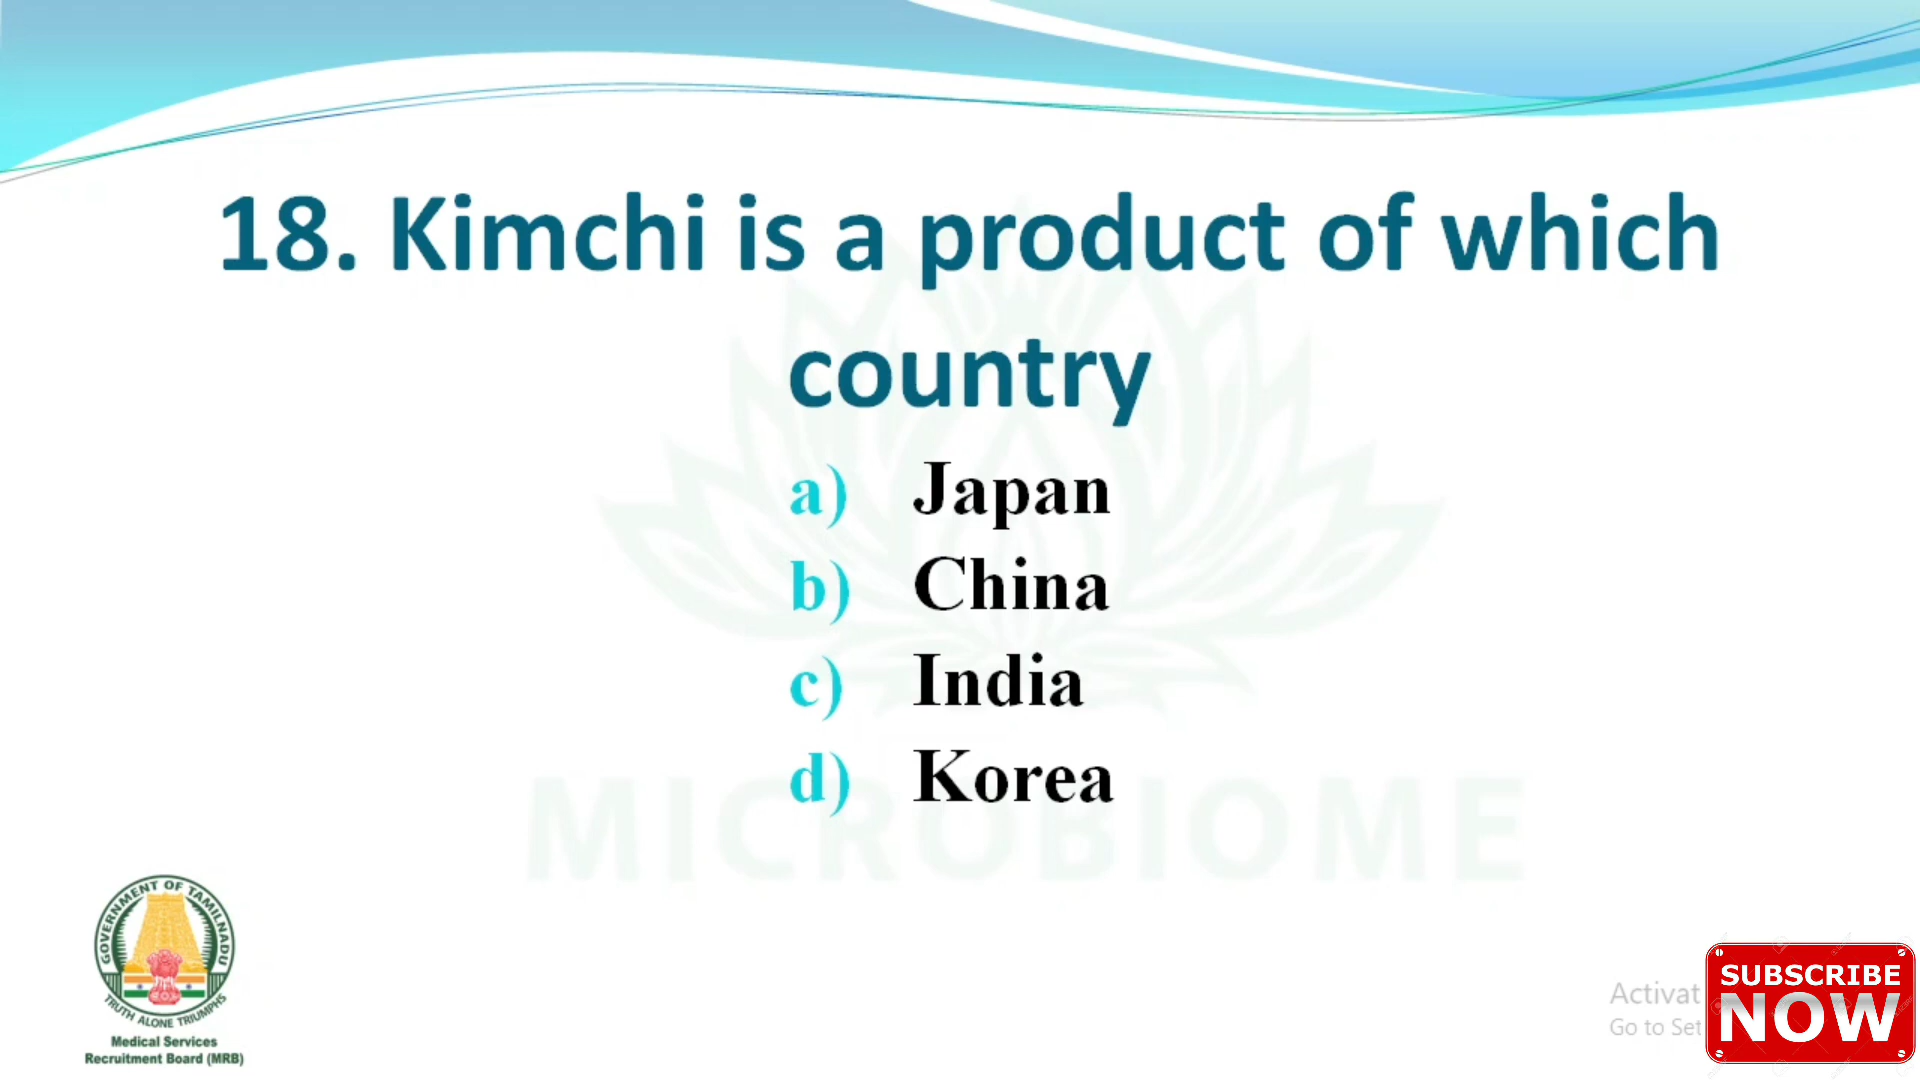 18. Kimchi is a product of which
country
a) Japan
b) China
c) India
d) Korea
MICROBIOME
GOVERNMENT OF TAMILNADU
TRUTH ALONE TRIUMPHS
Medical Services
Recruitment Board (MRB)
Activat
Go to Set
SUBSCRIBE
NOW